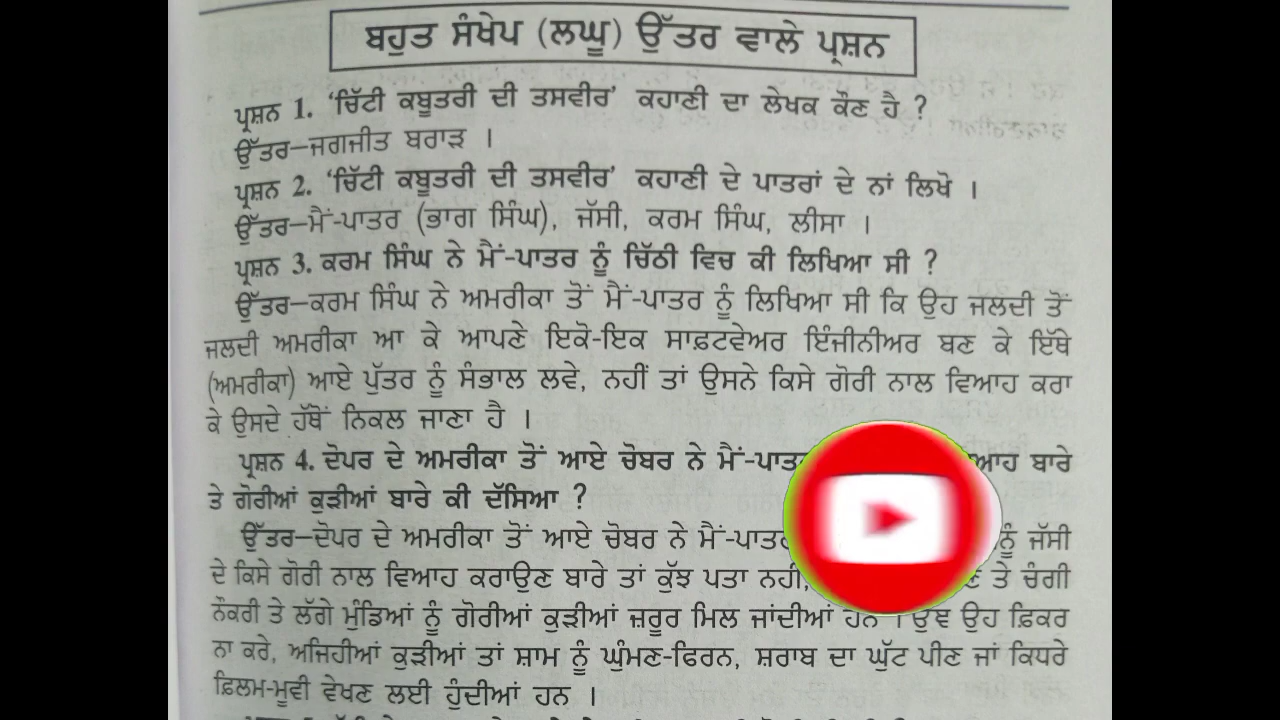 ਬਹੁਤ ਸੰਖੇਪ (ਲਘੂ) ਉੱਤਰ ਵਾਲੇ ਪ੍ਰਸ਼ਨ
ਪ੍ਰਸ਼ਨ 1. ‘ਚਿੱਟੀ ਕਬੂਤਰੀ ਦੀ ਤਸਵੀਰ’ ਕਹਾਣੀ ਦਾ ਲੇਖਕ ਕੌਣ ਹੈ ?
ਉੱਤਰ—ਜਗਜੀਤ ਬਰਾੜ ।
ਪ੍ਰਸ਼ਨ 2. ‘ਚਿੱਟੀ ਕਬੂਤਰੀ ਦੀ ਤਸਵੀਰ’ ਕਹਾਣੀ ਦੇ ਪਾਤਰਾਂ ਦੇ ਨਾਂ ਲਿਖੋ ।
ਉੱਤਰ—ਮੈਂ-ਪਾਤਰ (ਭਾਗ ਸਿੰਘ), ਜੱਸੀ, ਕਰਮ ਸਿੰਘ, ਲੀਸਾ ।
ਪ੍ਰਸ਼ਨ 3. ਕਰਮ ਸਿੰਘ ਨੇ ਮੈਂ-ਪਾਤਰ ਨੂੰ ਚਿੱਠੀ ਵਿਚ ਕੀ ਲਿਖਿਆ ਸੀ ?
ਉੱਤਰ—ਕਰਮ ਸਿੰਘ ਨੇ ਅਮਰੀਕਾ ਤੋਂ ਮੈਂ-ਪਾਤਰ ਨੂੰ ਲਿਖਿਆ ਸੀ ਕਿ ਉਹ ਜਲਦੀ ਤੋਂ
ਜਲਦੀ ਅਮਰੀਕਾ ਆ ਕੇ ਆਪਣੇ ਇਕੋ-ਇਕ ਸਾਫ਼ਟਵੇਅਰ ਇੰਜੀਨੀਅਰ ਬਣ ਕੇ ਇੱਥੇ
(ਅਮਰੀਕਾ) ਆਏ ਪੁੱਤਰ ਨੂੰ ਸੰਭਾਲ ਲਵੇ, ਨਹੀਂ ਤਾਂ ਉਸਨੇ ਕਿਸੇ ਗੋਰੀ ਨਾਲ ਵਿਆਹ ਕਰਾ
ਕੇ ਉਸਦੇ ਹੱਥੋਂ ਨਿਕਲ ਜਾਣਾ ਹੈ ।
ਪ੍ਰਸ਼ਨ 4. ਦੋਪਰ ਦੇ ਅਮਰੀਕਾ ਤੋਂ ਆਏ ਚੋਬਰ ਨੇ ਬਾਰੇ
ਤੇ ਗੋਰੀਆਂ ਕੁੜੀਆਂ ਬਾਰੇ ਕੀ ਦੱਸਿਆ ?
ਉੱਤਰ—ਦੋਪਰ ਦੇ ਅਮਰੀਕਾ ਤੋਂ ਆਏ ਚੋਬਰ ਨੇ ਜੱਸੀ
ਦੇ ਕਿਸੇ ਗੋਰੀ ਨਾਲ ਵਿਆਹ ਕਰਾਉਣ ਬਾਰੇ ਤਾਂ ਕੁੱਝ ਪਤਾ ਨਹੀਂ, ਤੇ ਚੰਗੀ
ਨੌਕਰੀ ਤੇ ਲੱਗੇ ਮੁੰਡਿਆਂ ਨੂੰ ਗੋਰੀਆਂ ਕੁੜੀਆਂ ਜ਼ਰੂਰ ਮਿਲ ਜਾਂਦੀਆਂ ਹਨ । ਉਞ ਉਹ ਫ਼ਿਕਰ
ਨਾ ਕਰੇ, ਅਜਿਹੀਆਂ ਕੁੜੀਆਂ ਤਾਂ ਸ਼ਾਮ ਨੂੰ ਘੁੰਮਣ-ਫਿਰਨ, ਸ਼ਰਾਬ ਦਾ ਘੁੱਟ ਪੀਣ ਜਾਂ ਕਿਧਰੇ
ਫ਼ਿਲਮ-ਮੂਵੀ ਵੇਖਣ ਲਈ ਹੁੰਦੀਆਂ ਹਨ ।